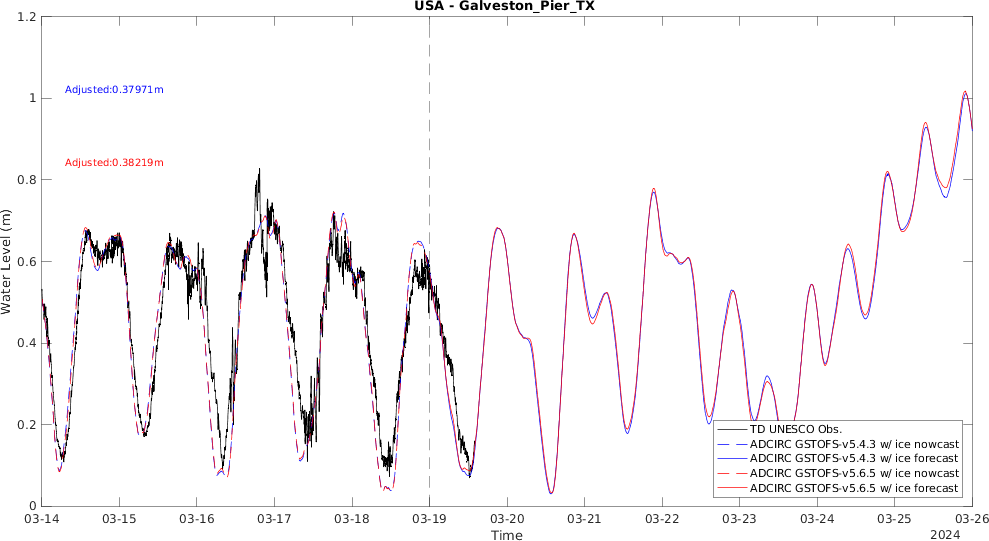 USA - Galveston_Pier_TX
1.2
1
0.8
0.6
0.4
0.2
0
Water Level (m)
Adjusted:0.37971m
Adjusted:0.38219m
TD UNESCO Obs.
ADCIRC GSTOFS-v5.4.3 w/ ice nowcast
ADCIRC GSTOFS-v5.4.3 w/ ice forecast
ADCIRC GSTOFS-v5.6.5 w/ ice nowcast
ADCIRC GSTOFS-v5.6.5 w/ ice forecast
03-14 03-15 03-16 03-17 03-18 03-19 03-20 03-21 03-22 03-23 03-24 03-25 03-26
Time
2024